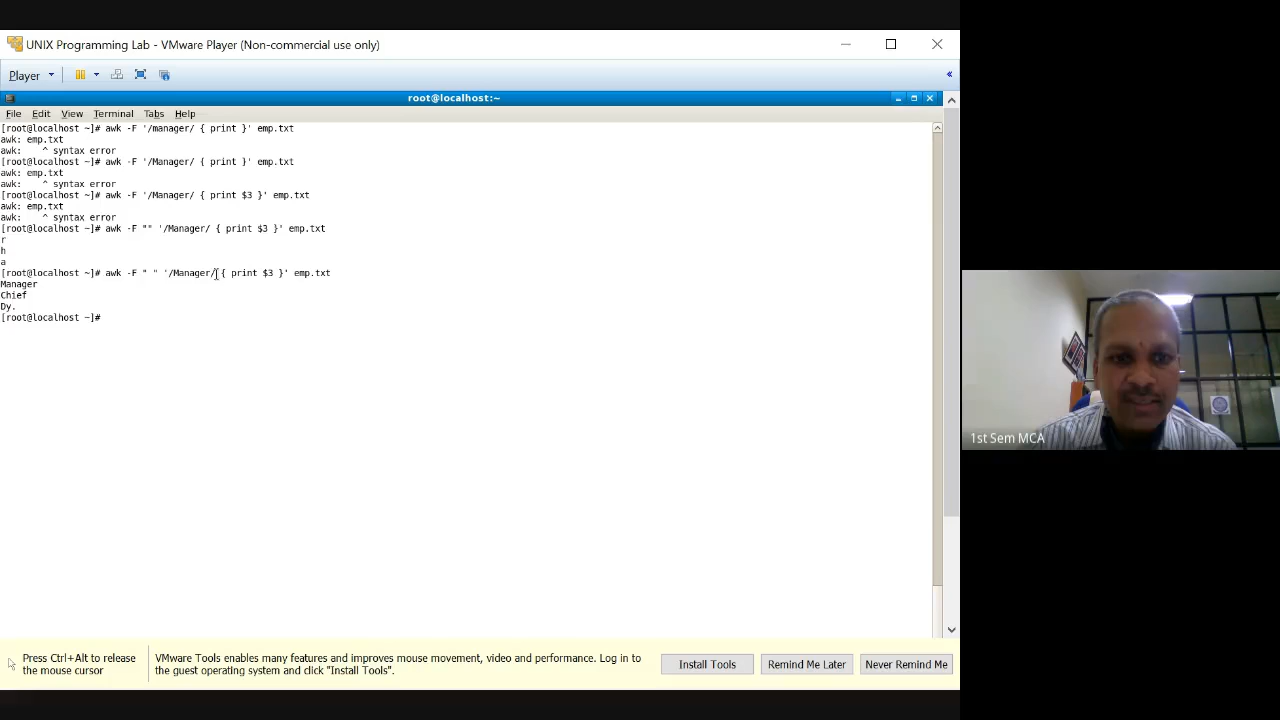 UNIX Programming Lab - VMware Player (Non-commercial use only)
Player
root@localhost:~
File Edit View Terminal Tabs Help
[root@localhost ~]# awk -F '/manager/ { print }' emp.txt
awk: emp.txt
awk:    ^ syntax error
[root@localhost ~]# awk -F '/Manager/ { print }' emp.txt
awk: emp.txt
awk:    ^ syntax error
[root@localhost ~]# awk -F '/Manager/ { print $3 }' emp.txt
awk: emp.txt
awk:    ^ syntax error
[root@localhost ~]# awk -F "" '/Manager/ { print $3 }' emp.txt
r
h
a
[root@localhost ~]# awk -F " " '/Manager/ { print $3 }' emp.txt
Manager
Chief
Dy.
[root@localhost ~]#
1st Sem MCA
Press Ctrl+Alt to release
the mouse cursor
VMware Tools enables many features and improves mouse movement, video and performance. Log in to
the guest operating system and click "Install Tools".
Install Tools
Remind Me Later
Never Remind Me